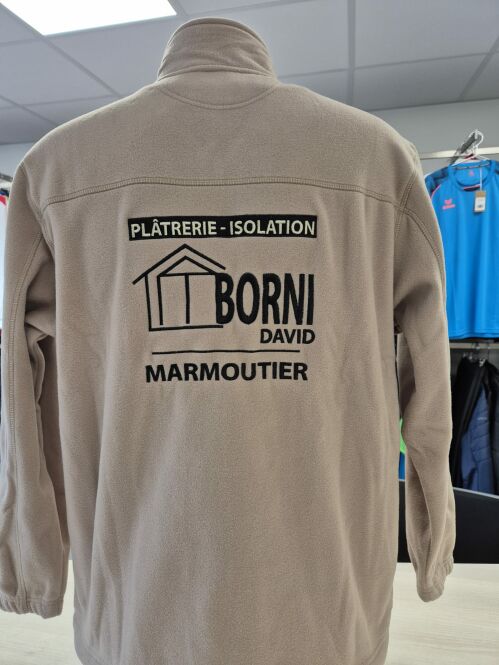 PLÂTRERIE - ISOLATION
BORNI
DAVID
MARMOUTIER